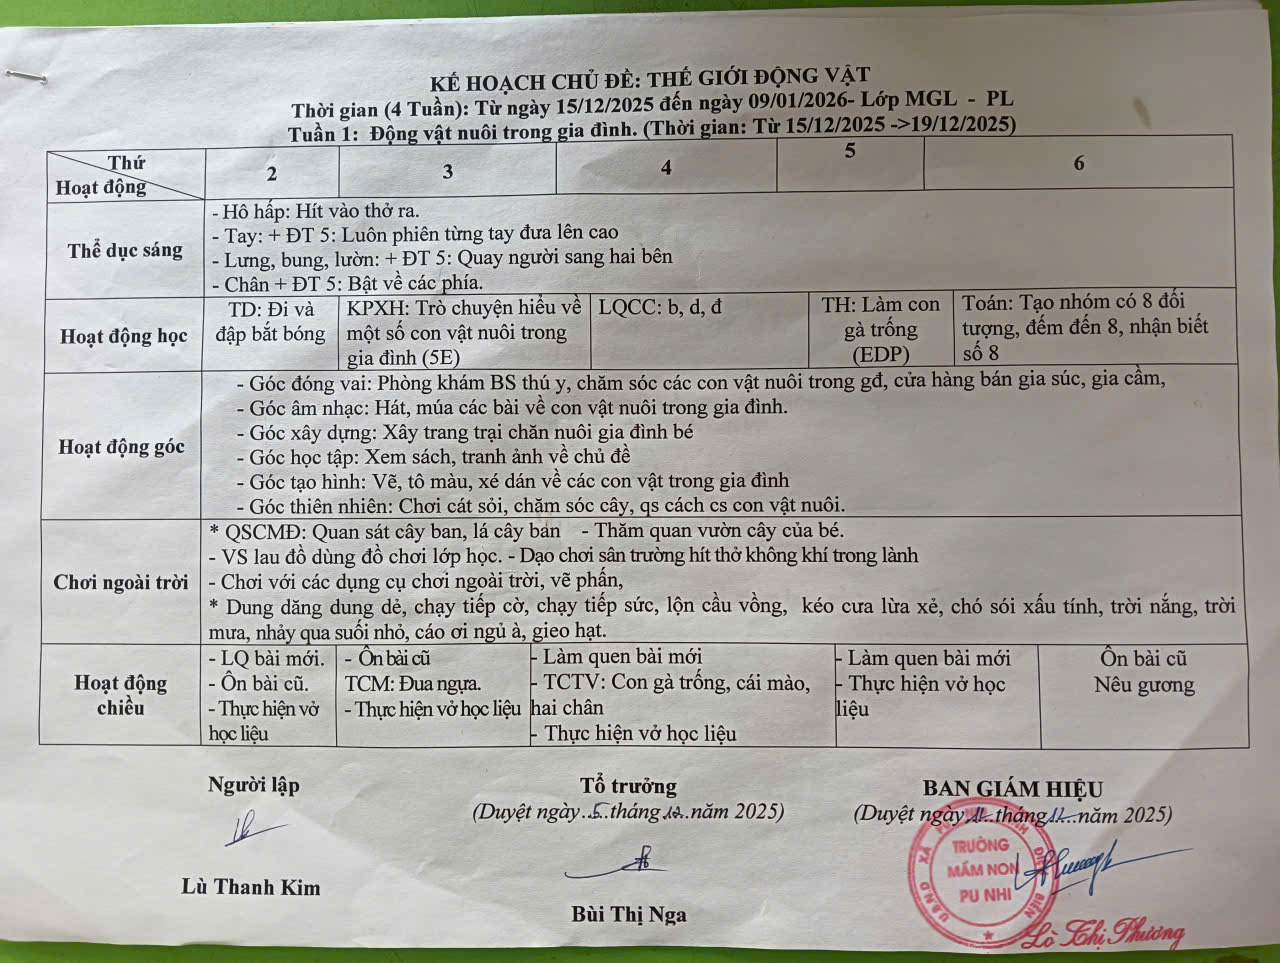 KẾ HOẠCH CHỦ ĐỀ: THẾ GIỚI ĐỘNG VẬT
Thời gian (4 Tuần): Từ ngày 15/12/2025 đến ngày 09/01/2026- Lớp MGL - PL
Tuần 1: Động vật nuôi trong gia đình. (Thời gian: Từ 15/12/2025 ->19/12/2025)
Thứ
Hoạt động
2
3
4
5
6
Thể dục sáng
- Hô hấp: Hít vào thở ra.
- Tay: + ĐT 5: Luôn phiên từng tay đưa lên cao
- Lưng, bung, lườn: + ĐT 5: Quay người sang hai bên
- Chân + ĐT 5: Bật về các phía.
Hoạt động học
TD: Đi và
đập bắt bóng
KPXH: Trò chuyện hiểu về
một số con vật nuôi trong
gia đình (5E)
LQCC: b, d, đ
TH: Làm con
gà trống
(EDP)
Toán: Tạo nhóm có 8 đối
tượng, đếm đến 8, nhận biết
số 8
Hoạt động góc
- Góc đóng vai: Phòng khám BS thú y, chăm sóc các con vật nuôi trong gđ, cửa hàng bán gia súc, gia cầm,
- Góc âm nhạc: Hát, múa các bài về con vật nuôi trong gia đình.
- Góc xây dựng: Xây trang trại chăn nuôi gia đình bé
- Góc học tập: Xem sách, tranh ảnh về chủ đề
- Góc tạo hình: Vẽ, tô màu, xé dán về các con vật trong gia đình
- Góc thiên nhiên: Chơi cát sỏi, chăm sóc cây, qs cách cs con vật nuôi.
Chơi ngoài trời
* QSCMĐ: Quan sát cây ban, lá cây bàn - Thăm quan vườn cây của bé.
- VS lau đồ dùng đồ chơi lớp học. - Dạo chơi sân trường hít thở không khí trong lành
- Chơi với các dụng cụ chơi ngoài trời, vẽ phấn,
* Dung dăng dung dẻ, chạy tiếp cờ, chạy tiếp sức, lộn cầu vồng, kéo cưa lừa xẻ, chó sói xấu tính, trời nắng, trời
mưa, nhảy qua suối nhỏ, cáo ơi ngủ à, gieo hạt.
Hoạt động
chiều
- LQ bài mới.
- Ôn bài cũ.
- Thực hiện vở
học liệu
- Ôn bài cũ
TCM: Đua ngựa.
- Thực hiện vở học liệu
- Làm quen bài mới
- TCTV: Con gà trống, cái mào,
hai chân
- Thực hiện vở học liệu
- Làm quen bài mới
- Thực hiện vở học
liệu
Ôn bài cũ
Nêu gương
Người lập
Tổ trưởng
BAN GIÁM HIỆU
(Duyệt ngày..5..tháng.12..năm 2025)
(Duyệt ngày tháng.12...năm 2025)
TRƯỜNG
MẦM NON
PU NHI
Lù Thanh Kim
Bùi Thị Nga
Lò Thị Phương